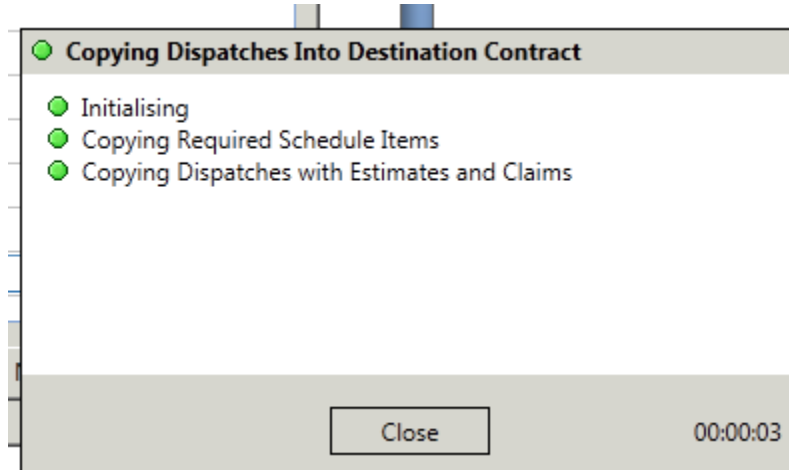 Copying Dispatches Into Destination Contract
Initialising
Copying Required Schedule Items
Copying Dispatches with Estimates and Claims
Close
00:00:03